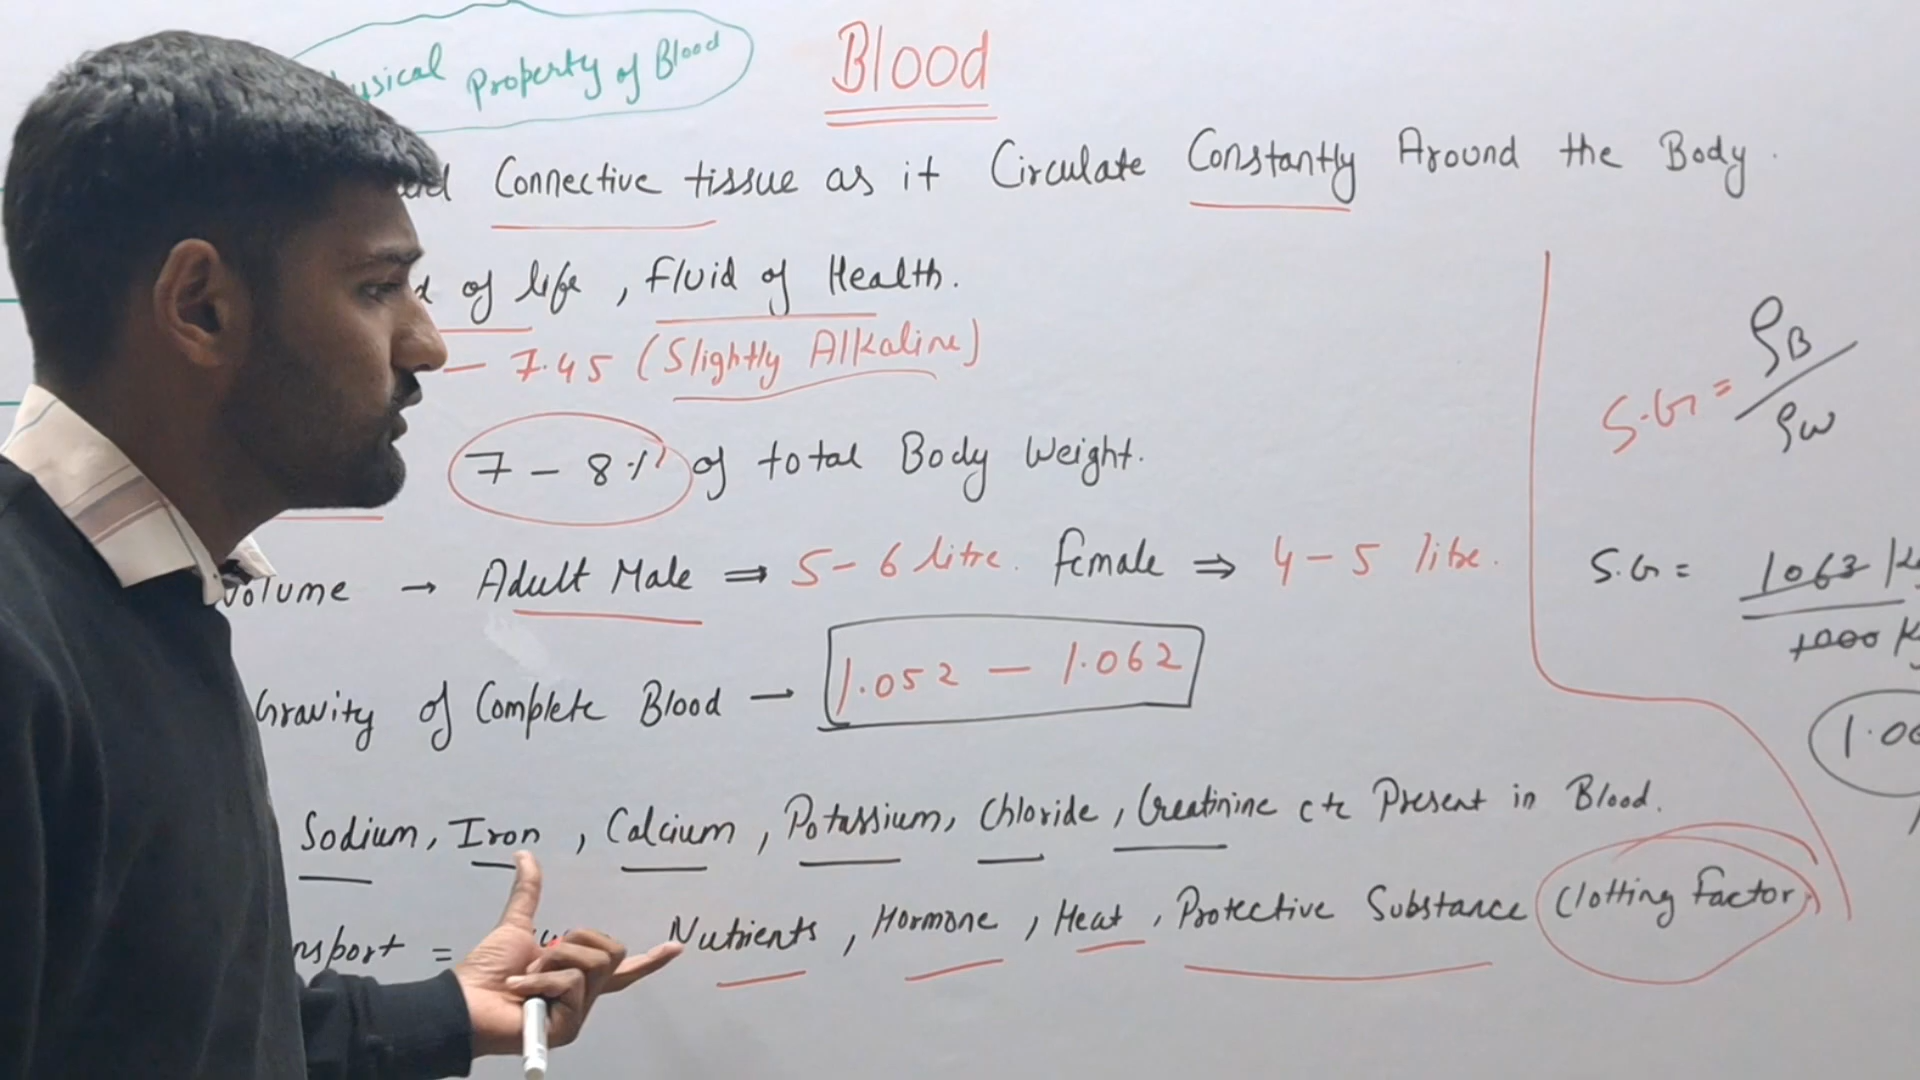 Physical Property of Blood
Blood
Connective tissue as it Circulate Constantly Around the Body.
of life, fluid of Health.
— 7.45 (Slightly Alkaline)
7 – 8% of total Body Weight.
Volume → Adult Male ⇒ 5–6 litre. female ⇒ 4–5 litre.
Gravity of Complete Blood — 1.052 — 1.062
Sodium, Iron, Calcium, Potassium, Chloride, Creatinine etc Present in Blood.
nsport = Nutrients, Hormone, Heat, Protective Substance Clotting factor
S.G = ρB / ρw
S.G = 1063 Kg
1000 K
1.06